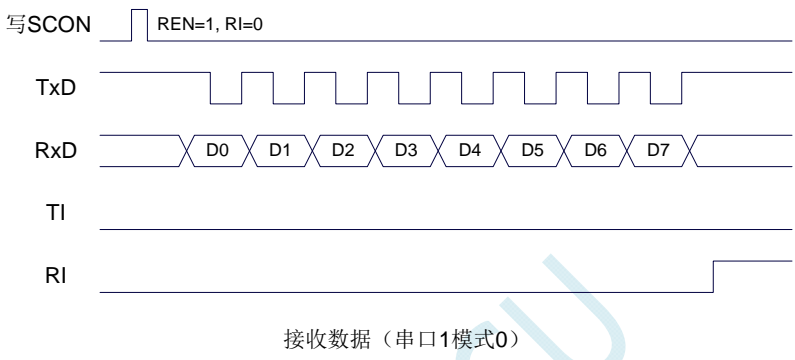 写SCON REN=1, RI=0
TxD
RxD D0 D1 D2 D3 D4 D5 D6 D7
TI
RI
接收数据（串口1模式0）